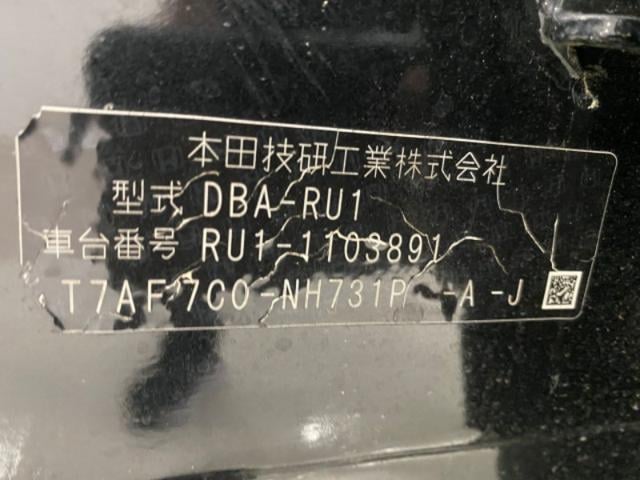 本田技研工業株式会社
型式 DBA-RU1
車台番号 RU1-1103891
T7AF7C0-NH731P -A-J